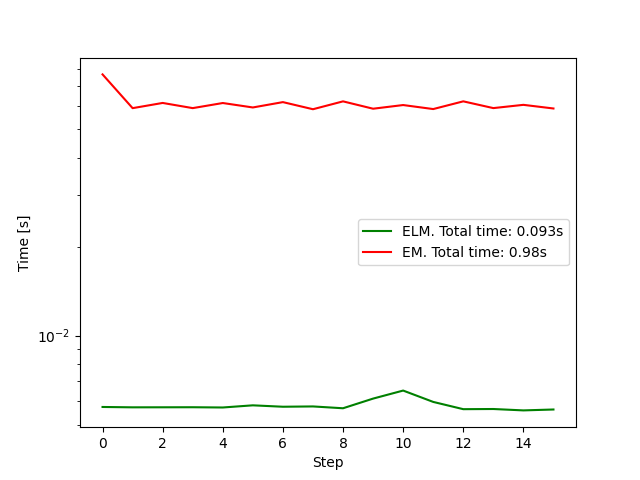 Time [s]
10⁻²
ELM. Total time: 0.093s
EM. Total time: 0.98s
0 2 4 6 8 10 12 14
Step